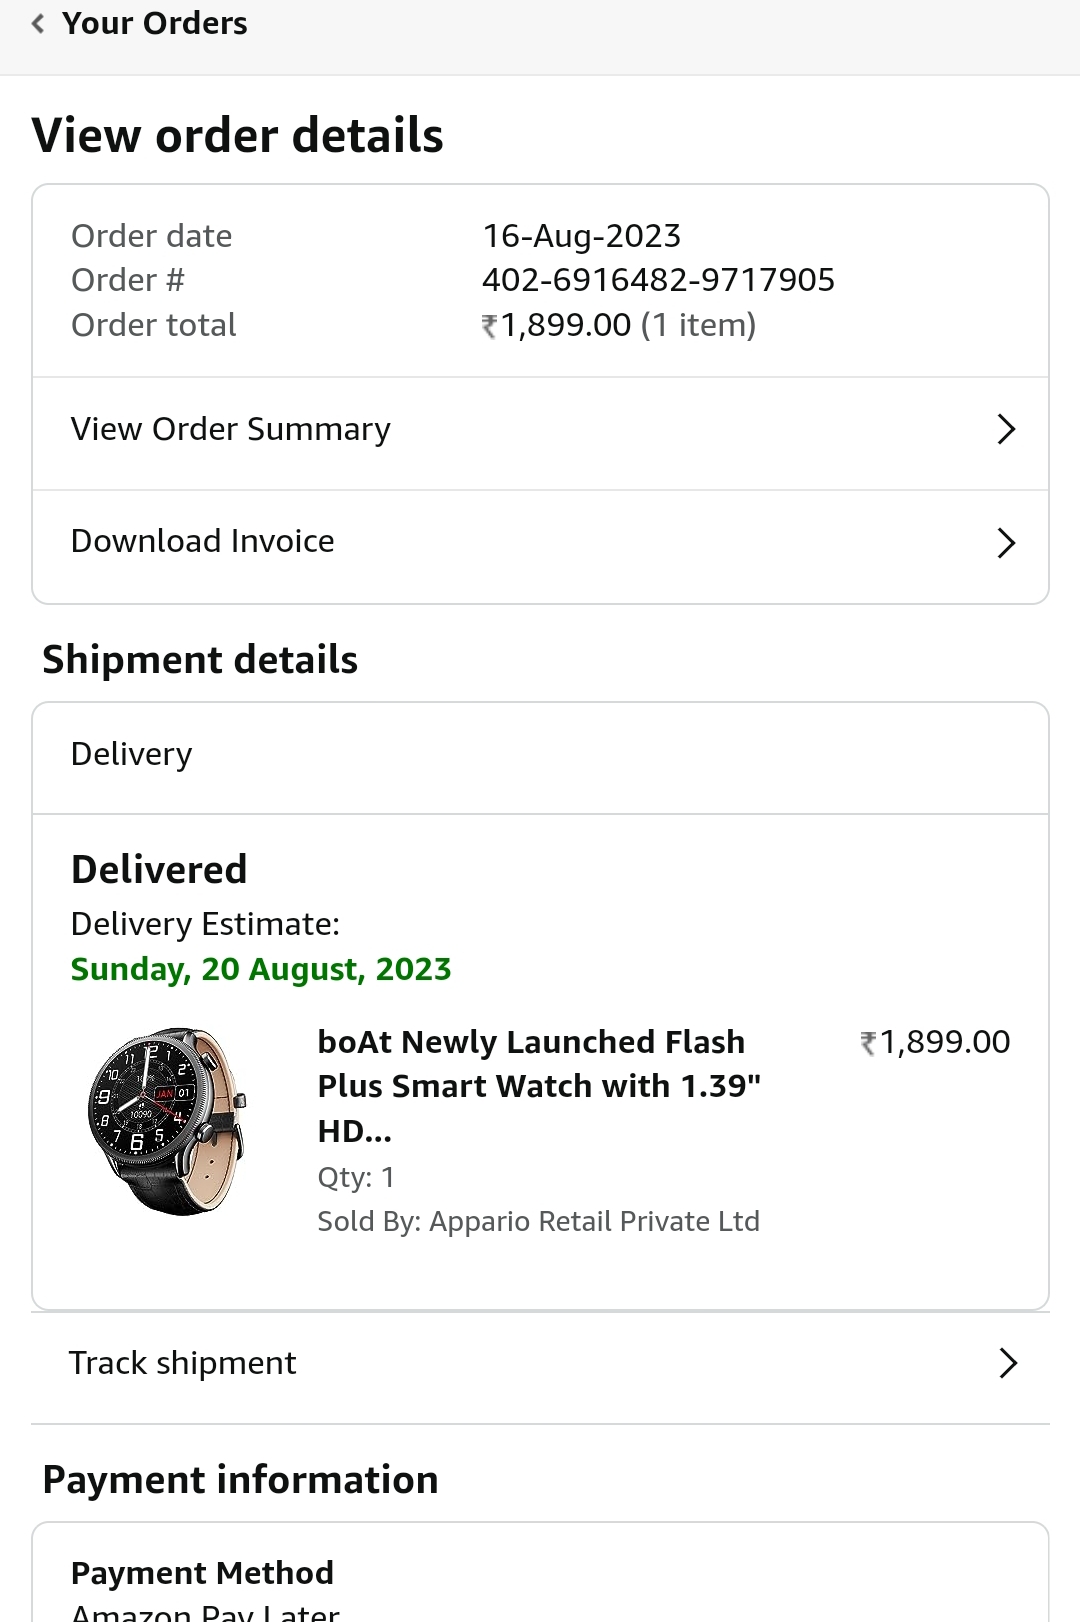 Your Orders
View order details
Order date 16-Aug-2023
Order # 402-6916482-9717905
Order total ₹1,899.00 (1 item)
View Order Summary
Download Invoice
Shipment details
Delivery
Delivered
Delivery Estimate:
Sunday, 20 August, 2023
boAt Newly Launched Flash ₹1,899.00
Plus Smart Watch with 1.39"
HD...
Qty: 1
Sold By: Appario Retail Private Ltd
Track shipment
Payment information
Payment Method
Amazon Pay Later